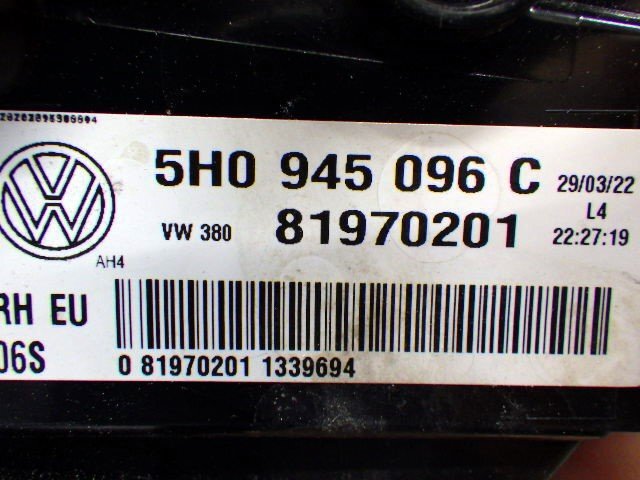 5H0 945 096 C
29/03/22
VW 380
81970201
L4
22:27:19
AH4
RH EU
06S
0 81970201 1339694